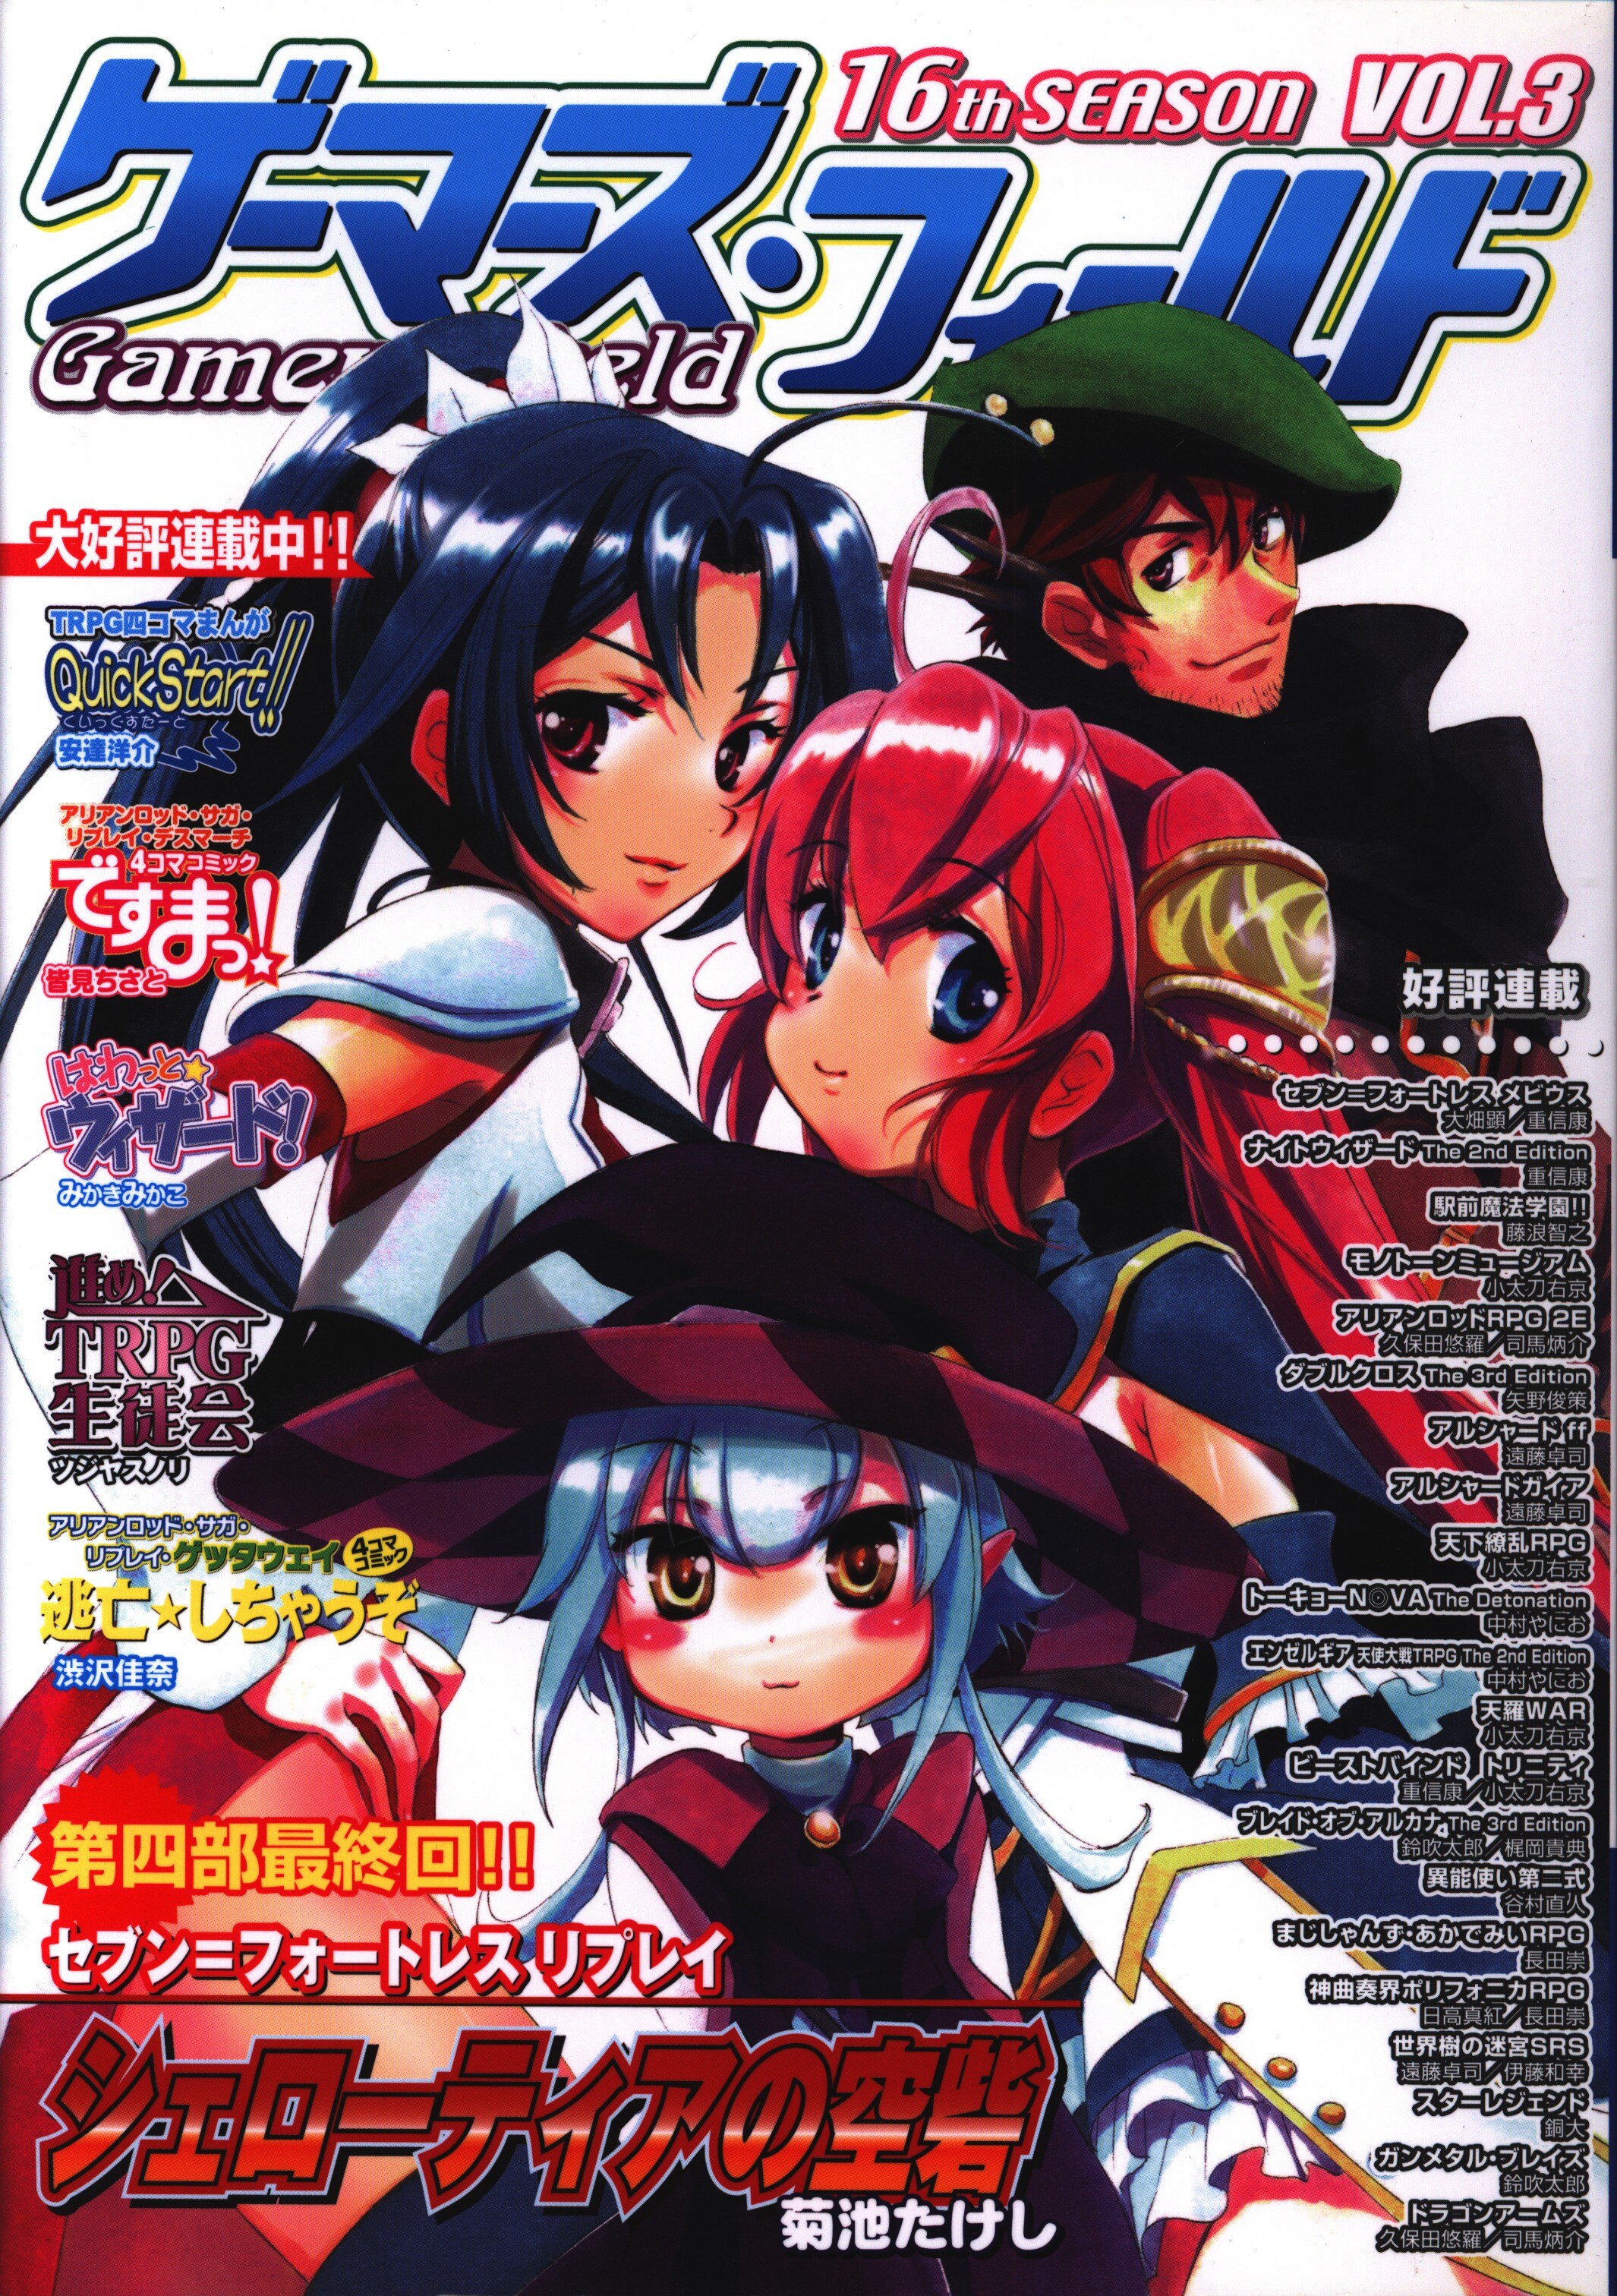 16th SEASON VOL.3
ゲーマーズ・フィールド
大好評連載中!!
TRPG四コマまんが
QuickStart!!
くいっくすたーと
安達洋介
アリアンロッド・サガ・
リプレイ・デスマーチ
4コマコミック
ですまっ!
皆見ちさと
はわっと★
ウィザード!
みかきみかこ
進め!
TRPG
生徒会
ツジヤスノリ
アリアンロッド・サガ・
リプレイ・ゲッタウェイ
4コマ
コミック
逃亡★しちゃうぞ
渋沢佳奈
第四部最終回!!
セブン=フォートレス リプレイ
シェローティアの空砦
菊池たけし
好評連載
セブン=フォートレス メビウス
大畑顕／重信康
ナイトウィザード The 2nd Edition
重信康
駅前魔法学園!!
藤浪智之
モノトーンミュージアム
小太刀右京
アリアンロッドRPG 2E
久保田悠羅／司馬炳介
ダブルクロス The 3rd Edition
矢野俊策
アルシャード ff
遠藤卓司
アルシャードガイア
遠藤卓司
天下繚乱RPG
小太刀右京
トーキョーN◎VA The Detonation
中村やにお
エンゼルギア 天使大戦TRPG The 2nd Edition
中村やにお
天羅WAR
小太刀右京
ビーストバインド トリニティ
重信康／小太刀右京
ブレイド・オブ・アルカナ The 3rd Edition
鈴吹太郎／梶岡貴典
異能使い第二式
谷村直人
まじしゃんず・あかでみいRPG
長田崇
神曲奏界ポリフォニカRPG
日高真紅／長田崇
世界樹の迷宮SRS
遠藤卓司／伊藤和幸
スターレジェンド
銅大
ガンメタル・ブレイズ
鈴吹太郎
ドラゴンアームズ
久保田悠羅／司馬炳介